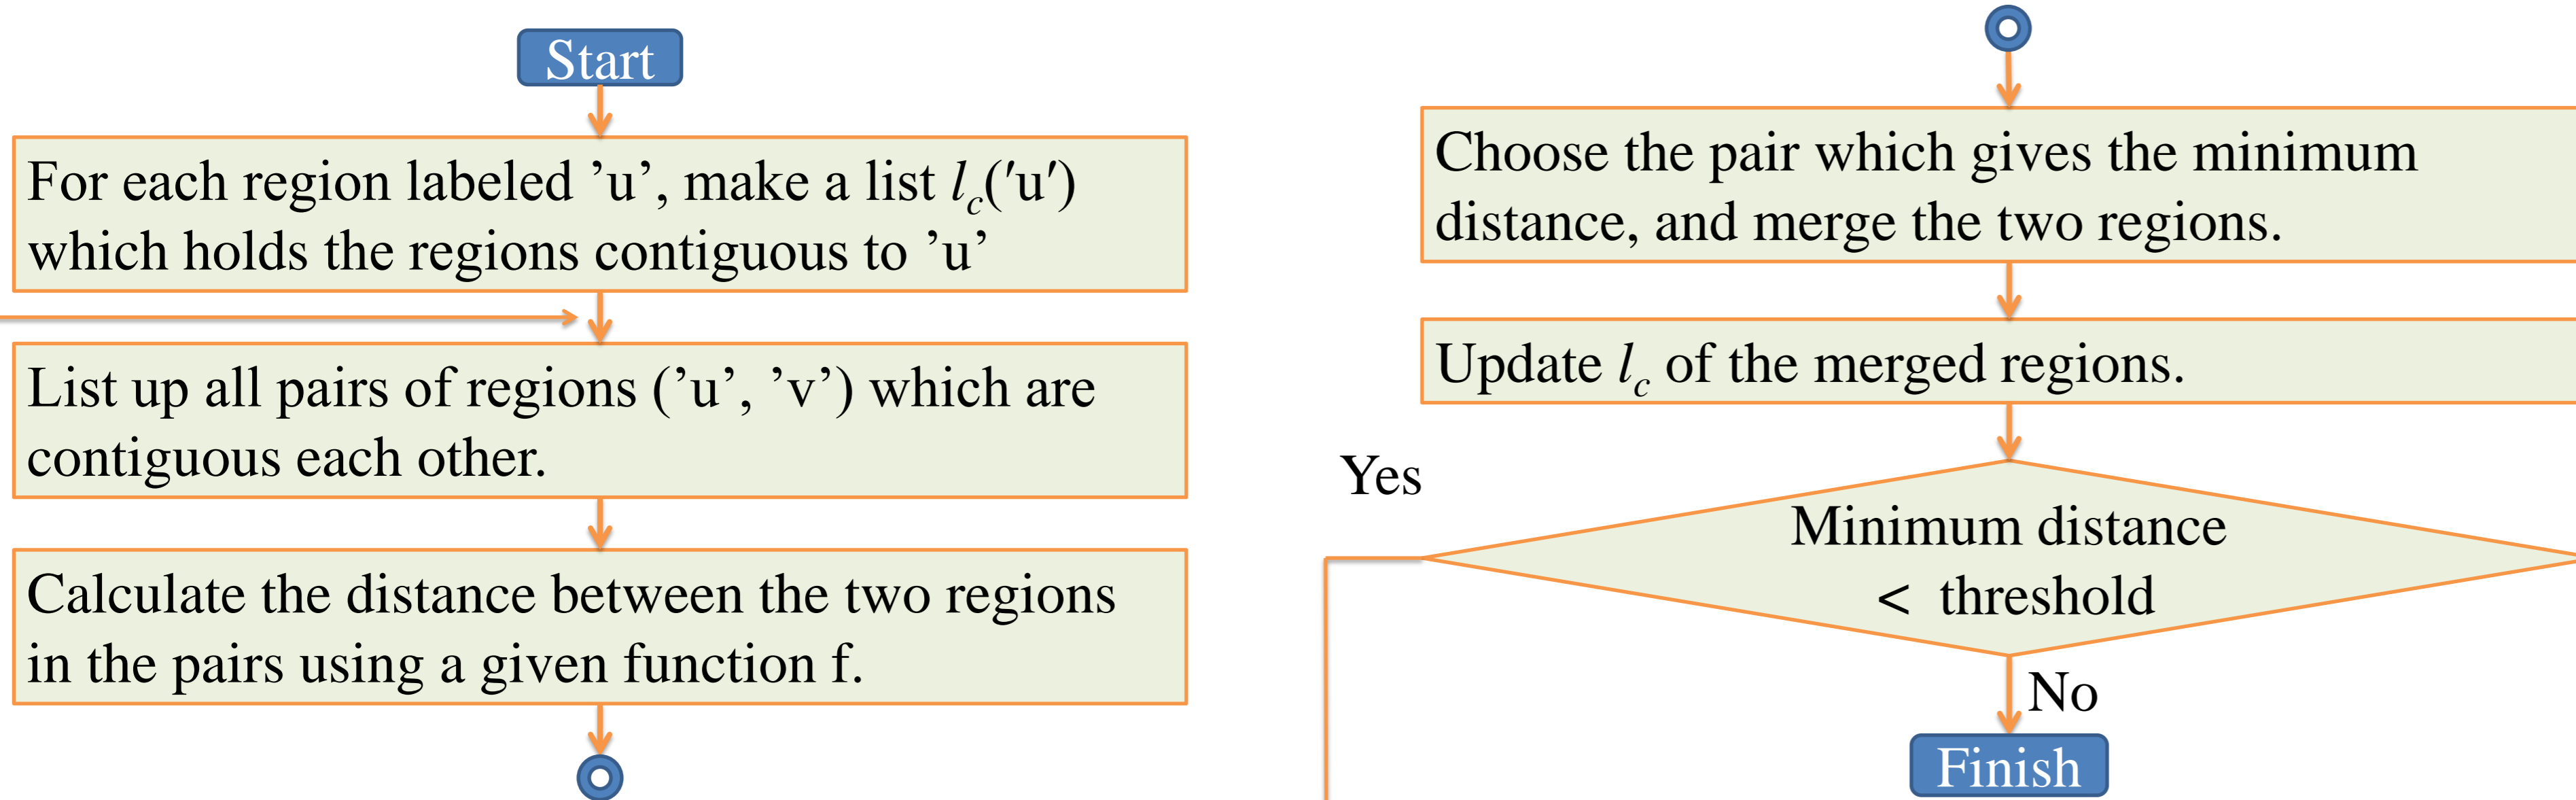 Start
For each region labeled ’u’, make a list l_c(′u′)
which holds the regions contiguous to ’u’
List up all pairs of regions (’u’, ’v’) which are
contiguous each other.
Calculate the distance between the two regions
in the pairs using a given function f.
Choose the pair which gives the minimum
distance, and merge the two regions.
Update l_c of the merged regions.
Yes
Minimum distance
< threshold
No
Finish